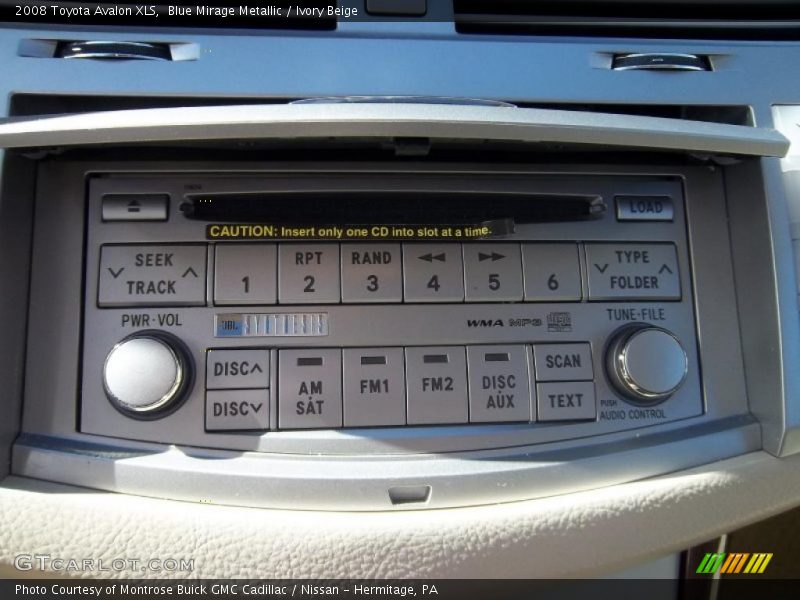 2008 Toyota Avalon XLS, Blue Mirage Metallic / Ivory Beige
LOAD
CAUTION: Insert only one CD into slot at a time.
SEEK
TRACK
1
RPT
2
RAND
3
4
5
6
TYPE
FOLDER
PWR·VOL
JBL
WMA MP3
TUNE·FILE
DISC
DISC
AM
SAT
FM1
FM2
DISC
AUX
SCAN
TEXT
PUSH
AUDIO CONTROL
GTCARLOT.COM
Photo Courtesy of Montrose Buick GMC Cadillac / Nissan - Hermitage, PA